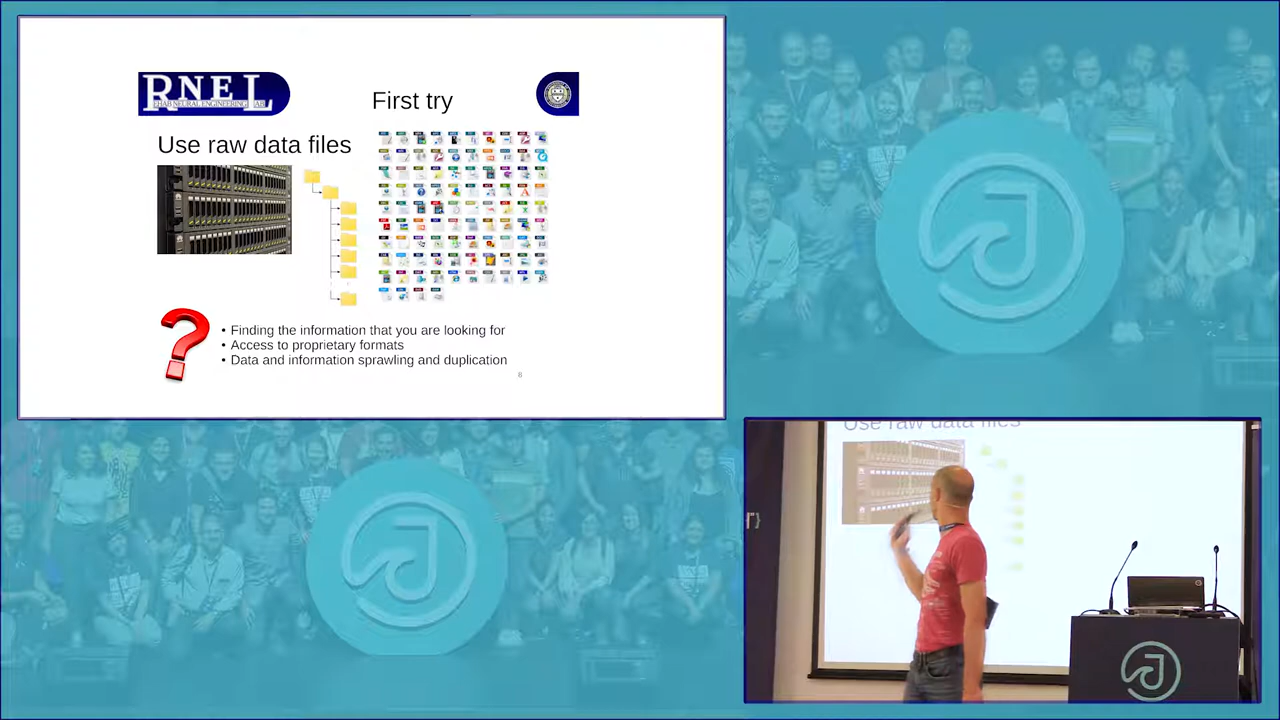 RNEL
REHAB NEURAL ENGINEERING LAB
First try
Use raw data files
• Finding the information that you are looking for
• Access to proprietary formats
• Data and information sprawling and duplication
8
Use raw data files